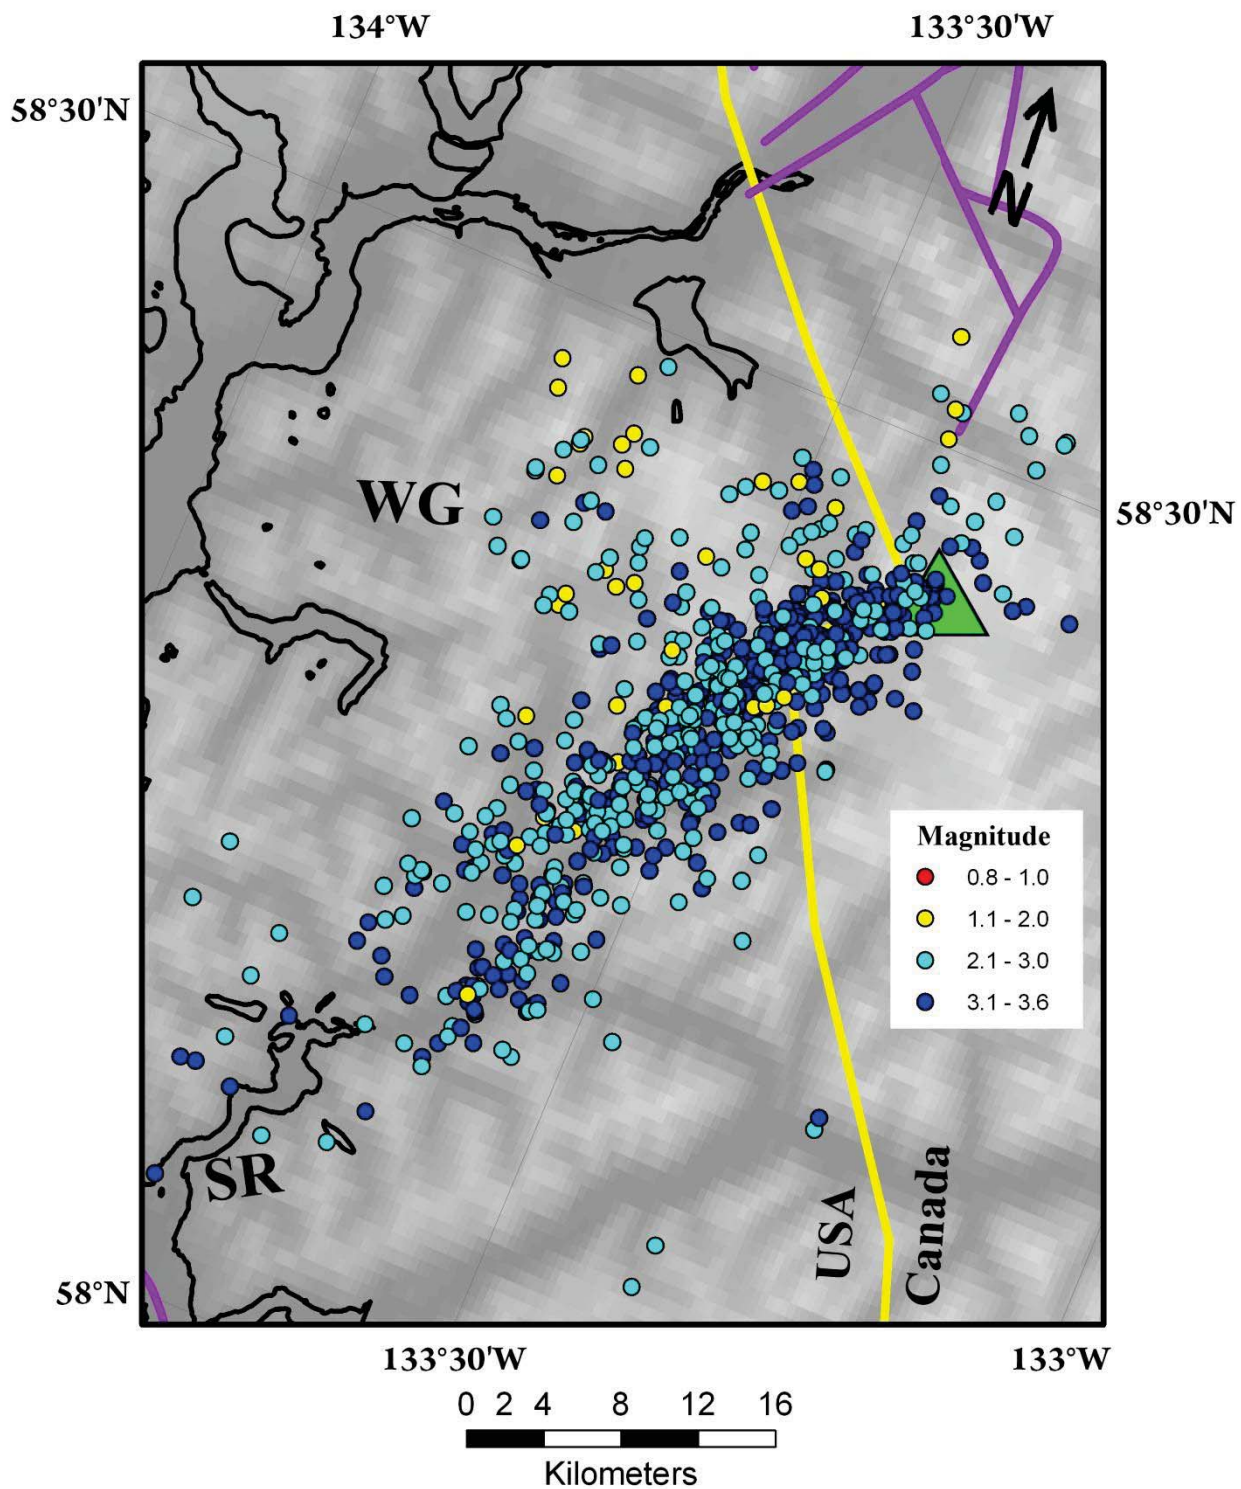 134°W 133°30'W
58°30'N
N
WG
58°30'N
Magnitude
0.8 - 1.0
1.1 - 2.0
2.1 - 3.0
3.1 - 3.6
SR
USA
Canada
58°N
133°30'W 133°W
0 2 4 8 12 16
Kilometers